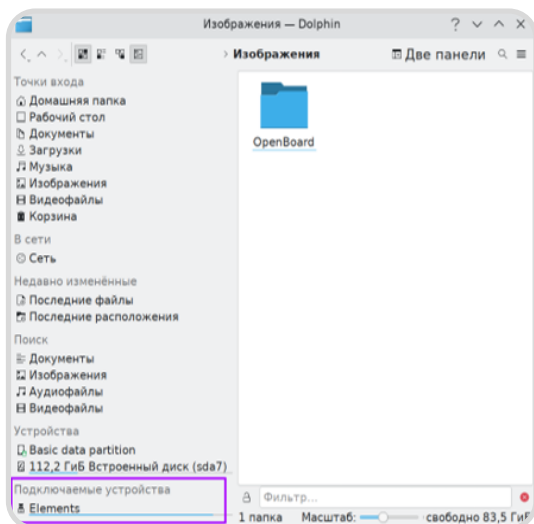 Изображения — Dolphin
Изображения
Две панели
Точки входа
Домашняя папка
Рабочий стол
Документы
Загрузки
Музыка
Изображения
Видеофайлы
Корзина
В сети
Сеть
Недавно изменённые
Последние файлы
Последние расположения
Поиск
Документы
Изображения
Аудиофайлы
Видеофайлы
Устройства
Basic data partition
112,2 ГиБ Встроенный диск (sda7)
Подключаемые устройства
Elements
OpenBoard
Фильтр...
1 папка Масштаб: свободно 83,5 ГиБ